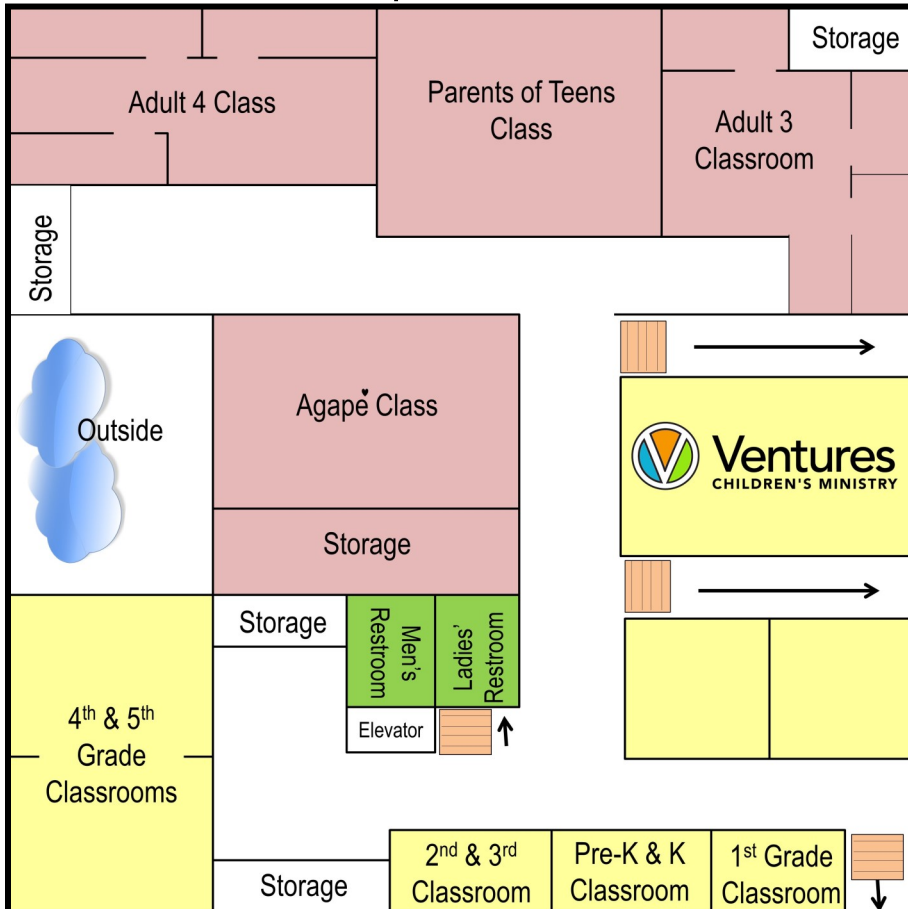 Storage
Adult 4 Class
Parents of Teens
Class
Adult 3
Classroom
Storage
Agapė Class
Outside
Ventures
CHILDREN'S MINISTRY
Storage
Storage
Men's
Restroom
Ladies'
Restroom
Elevator
4th & 5th
Grade
Classrooms
2nd & 3rd
Classroom
Pre-K & K
Classroom
1st Grade
Classroom
Storage